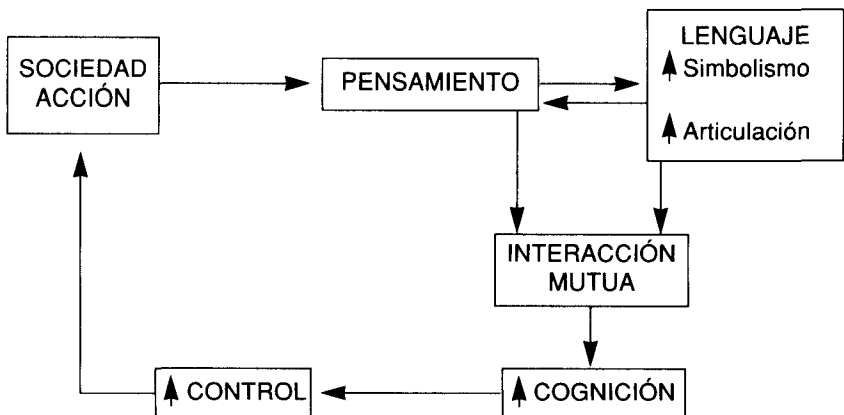 SOCIEDAD
ACCIÓN
PENSAMIENTO
LENGUAJE
Simbolismo
Articulación
INTERACCIÓN
MUTUA
COGNICIÓN
CONTROL